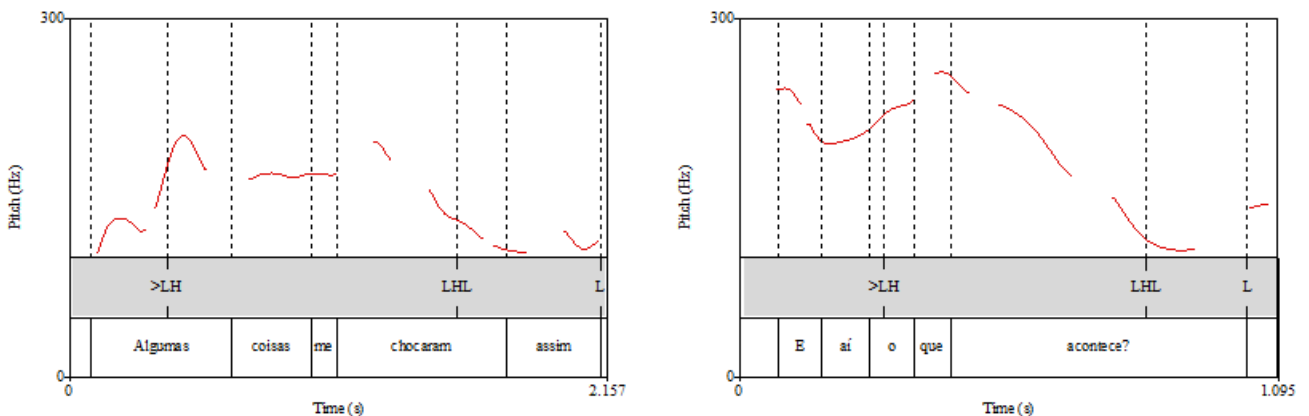 300
Pitch (Hz)
>LH LHL L
Algumas coisas me chocaram assim
0
0 2.157
Time (s)
300
Pitch (Hz)
>LH LHL L
E aí o que acontece?
0
0 1.095
Time (s)